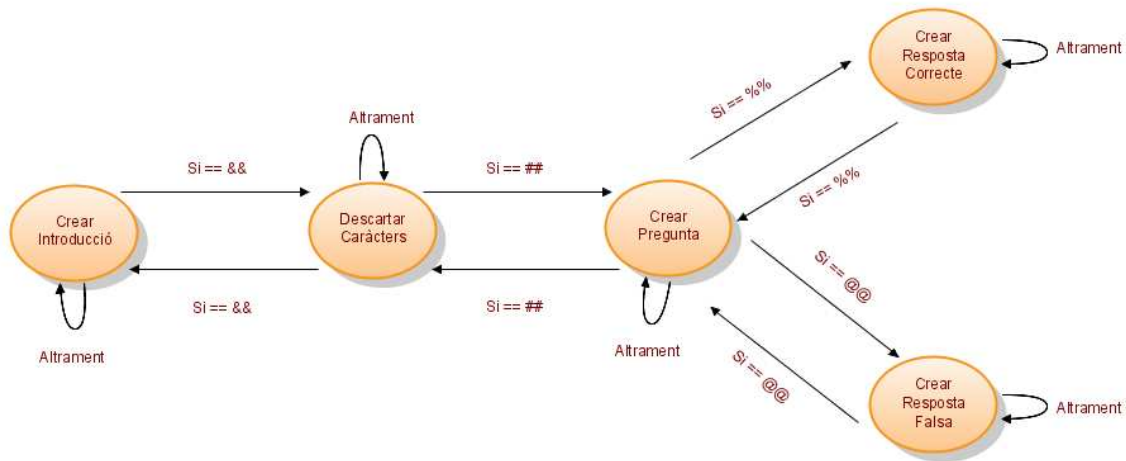 Crear
Resposta
Correcte
Altrament
Si == %%
Altrament
Si == &&
Si == ##
Si == %%
Crear
Introducció
Descartar
Caràcters
Crear
Pregunta
Si == &&
Si == ##
Si == @@
Altrament
Altrament
Si == @@
Crear
Resposta
Falsa
Altrament